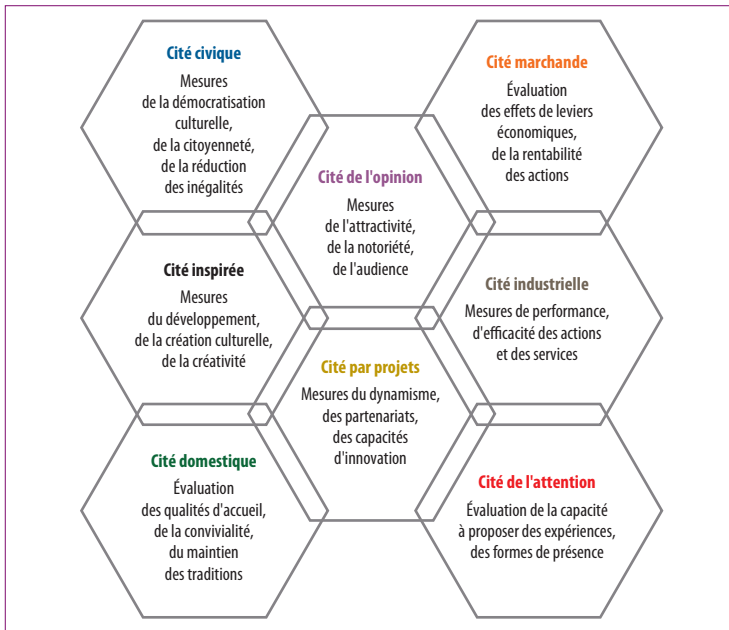 Cité civique
Mesures
de la démocratisation
culturelle,
de la citoyenneté,
de la réduction
des inégalités
Cité marchande
Évaluation
des effets de leviers
économiques,
de la rentabilité
des actions
Cité de l'opinion
Mesures
de l'attractivité,
de la notoriété,
de l'audience
Cité inspirée
Mesures
du développement,
de la création culturelle,
de la créativité
Cité industrielle
Mesures de performance,
d'efficacité des actions
et des services
Cité par projets
Mesures du dynamisme,
des partenariats,
des capacités
d'innovation
Cité domestique
Évaluation
des qualités d'accueil,
de la convivialité,
du maintien
des traditions
Cité de l'attention
Évaluation de la capacité
à proposer des expériences,
des formes de présence